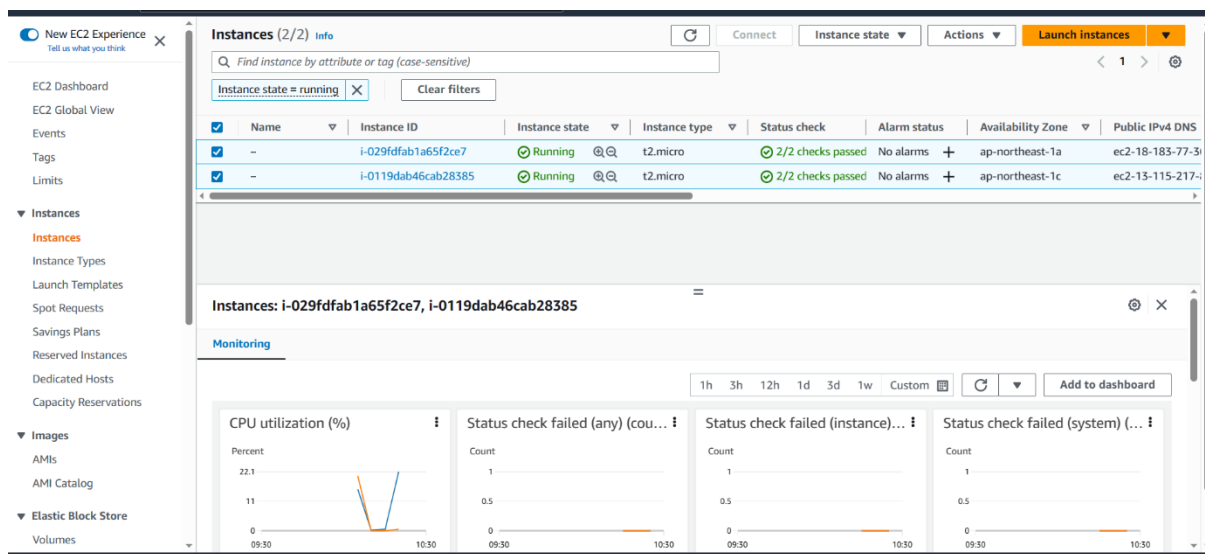 New EC2 Experience
Tell us what you think
EC2 Dashboard
EC2 Global View
Events
Tags
Limits
Instances
Instances
Instance Types
Launch Templates
Spot Requests
Savings Plans
Reserved Instances
Dedicated Hosts
Capacity Reservations
Images
AMIs
AMI Catalog
Elastic Block Store
Volumes
Instances (2/2) Info
Connect Instance state Actions Launch instances
Find instance by attribute or tag (case-sensitive)
1
Instance state = running Clear filters
Name Instance ID Instance state Instance type Status check Alarm status Availability Zone Public IPv4 DNS
– i-029fdfab1a65f2ce7 Running t2.micro 2/2 checks passed No alarms + ap-northeast-1a ec2-18-183-77-3
– i-0119dab46cab28385 Running t2.micro 2/2 checks passed No alarms + ap-northeast-1c ec2-13-115-217-
Instances: i-029fdfab1a65f2ce7, i-0119dab46cab28385
Monitoring
1h 3h 12h 1d 3d 1w Custom Add to dashboard
CPU utilization (%) Status check failed (any) (cou... Status check failed (instance)... Status check failed (system) (...
Percent Count Count Count
22.1 1 1 1
11 0.5 0.5 0.5
0 0 0 0
09:30 10:30 09:30 10:30 09:30 10:30 09:30 10:30